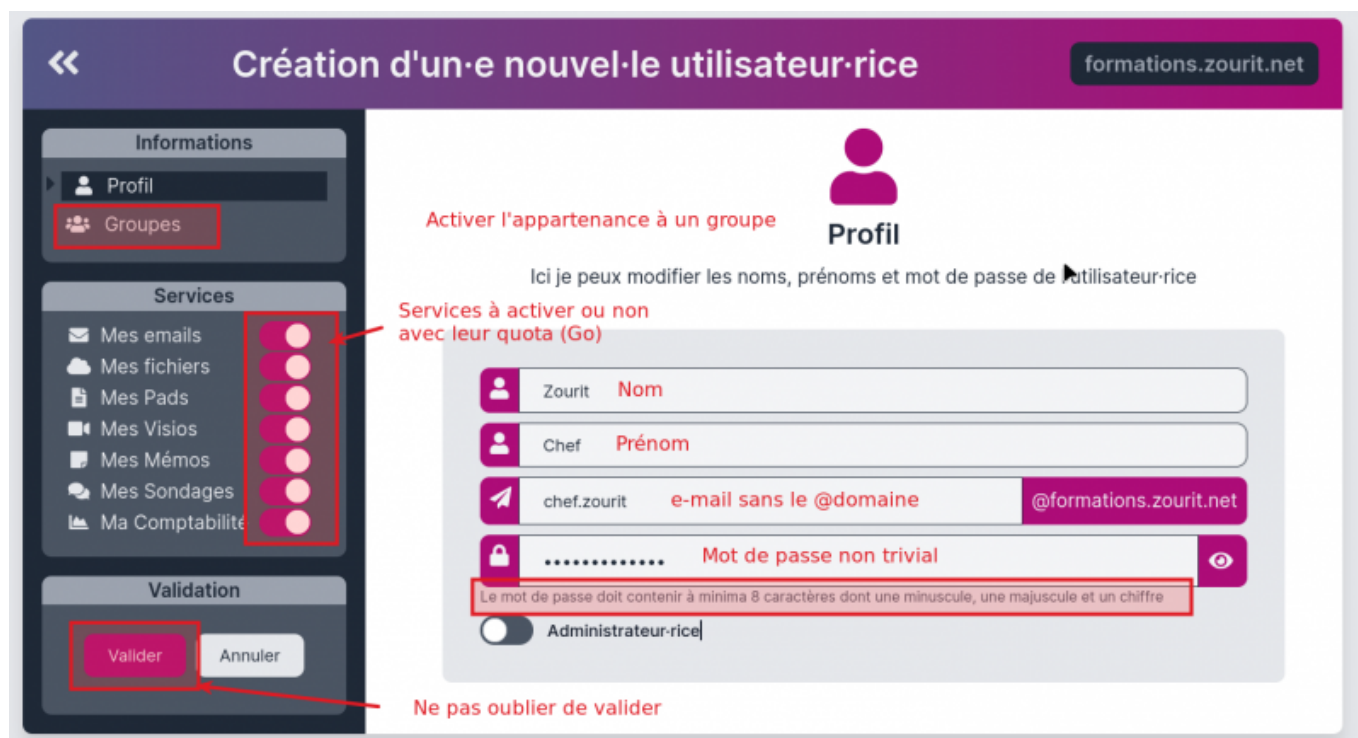 Création d'un·e nouvel·le utilisateur·rice
formations.zourit.net
Informations
Profil
Groupes
Services
Mes emails
Mes fichiers
Mes Pads
Mes Visios
Mes Mémos
Mes Sondages
Ma Comptabilité
Validation
Valider
Annuler
Activer l'appartenance à un groupe
Profil
Ici je peux modifier les noms, prénoms et mot de passe de l'utilisateur·rice
Services à activer ou non
avec leur quota (Go)
Zourit Nom
Chef Prénom
chef.zourit e-mail sans le @domaine @formations.zourit.net
••••••••••••• Mot de passe non trivial
Le mot de passe doit contenir à minima 8 caractères dont une minuscule, une majuscule et un chiffre
Administrateur·rice
Ne pas oublier de valider